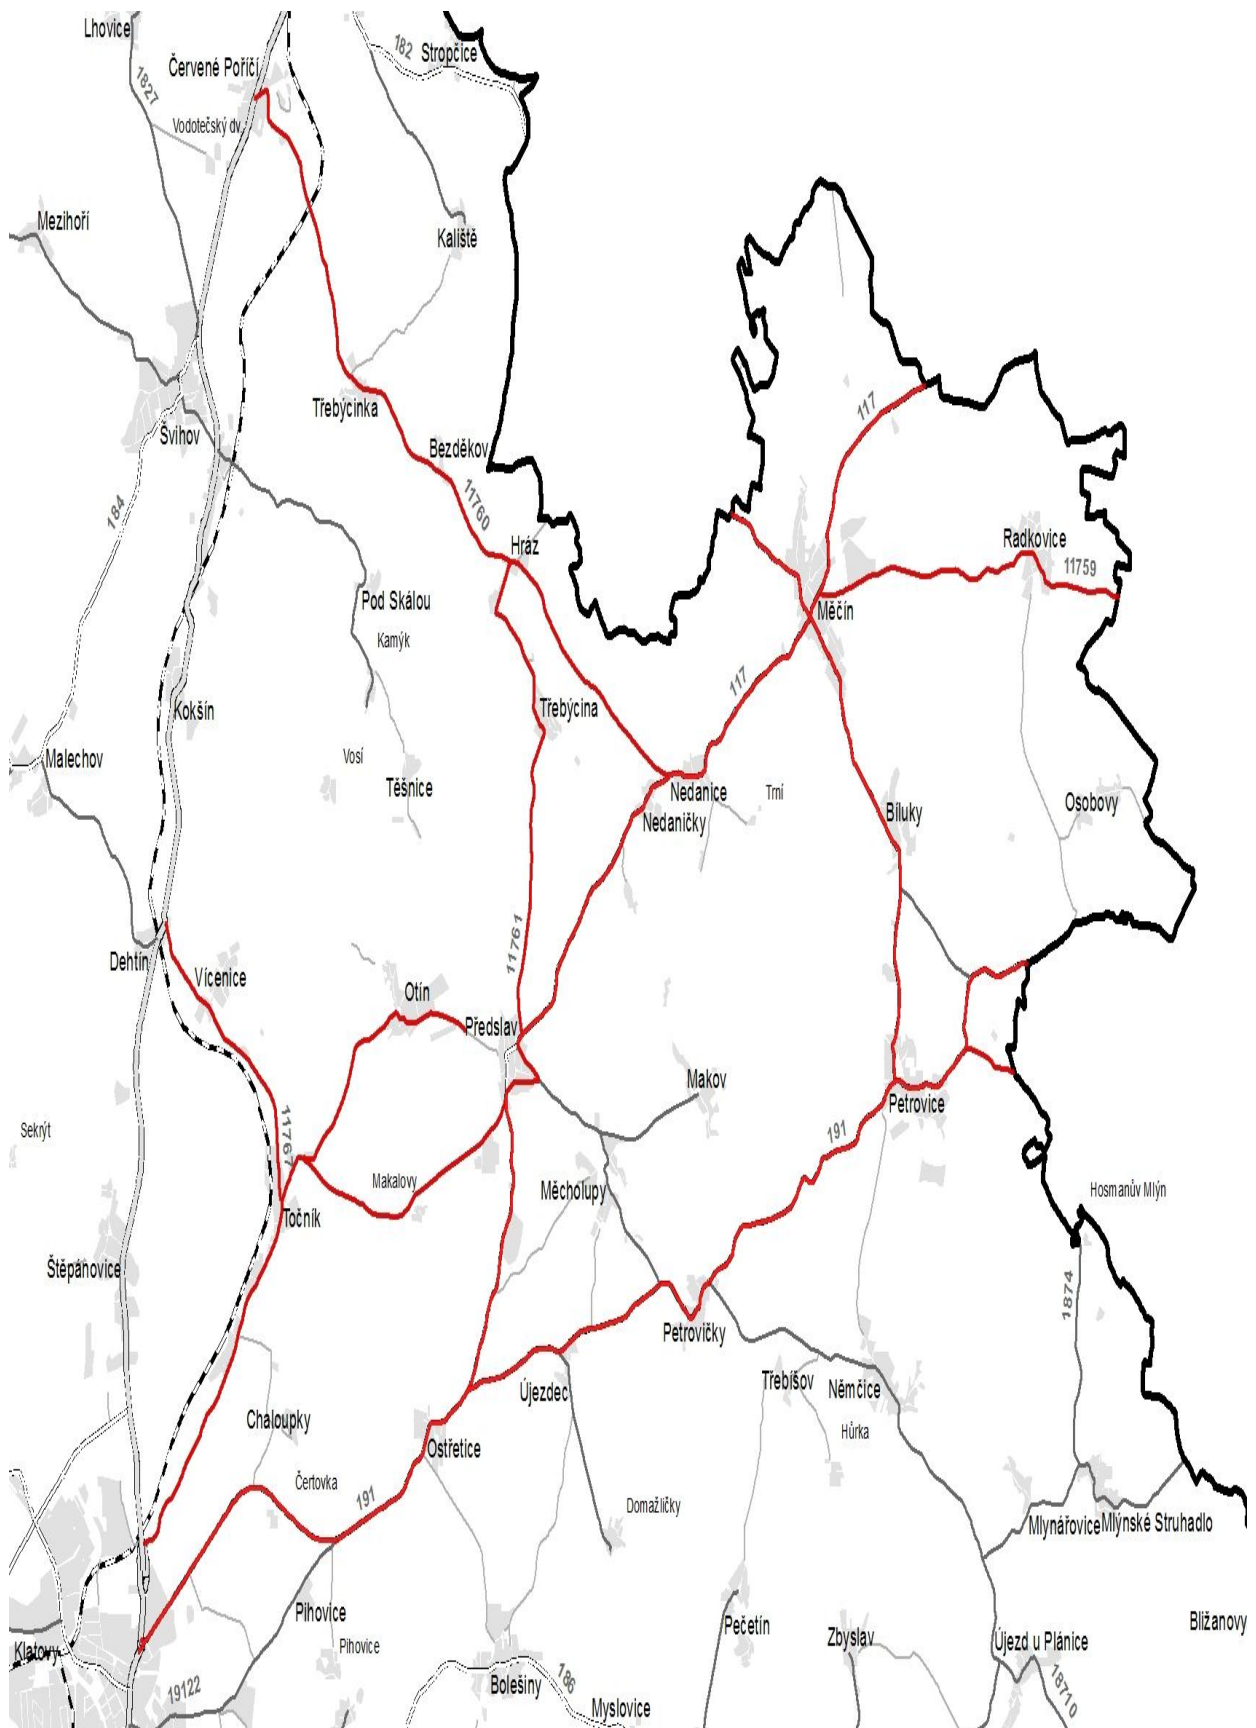 Lhovice
182
Stropčice
Červené Poříčí
1827
Vodotečský dv.
Mezihoří
Kaliště
Třebýcinka
117
Švihov
Bezděkov
184
11760
Hráz
Radkovice
11759
Pod Skálou
Měčín
Kamýk
117
Kokšín
Třebýcina
Malechov
Vosí
Těšnice
Nedanice
Trní
Nedaničky
Bíluky
Osobovy
11761
Dehtín
Vícenice
Otín
Předslav
Makov
Petrovice
Sekrýt
11767
191
Makalovy
Měcholupy
Hosmanův Mlýn
Točník
Štěpánovice
1874
Petrovičky
Újezdec
Třebíšov
Němčice
Chaloupky
Hůrka
Ostřetice
Čertovka
191
Domažličky
Mlynářovice
Mlýnské Struhadlo
Pihovice
Pečetín
Bližanovy
Klatovy
Pihovice
Zbyslav
Újezd u Plánice
19122
Bolešiny
186
18710
Myslovice